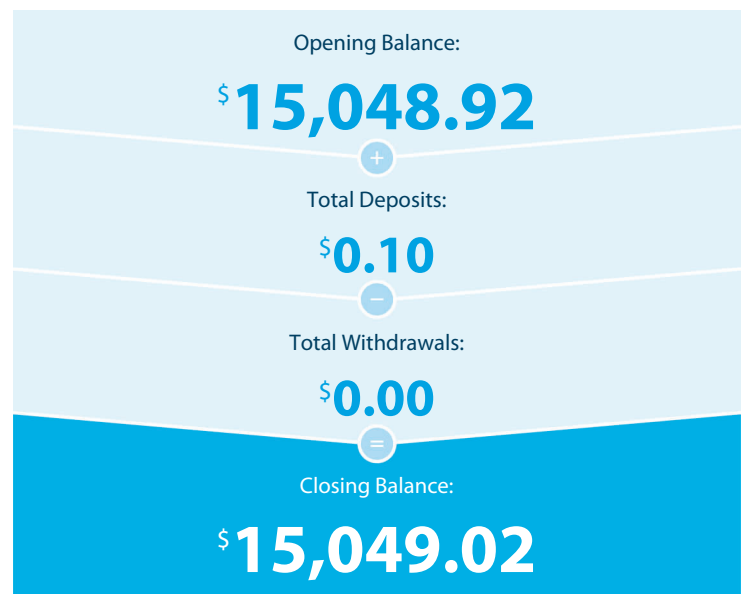 Opening Balance:
$15,048.92
+
Total Deposits:
$0.10
−
Total Withdrawals:
$0.00
=
Closing Balance:
$15,049.02